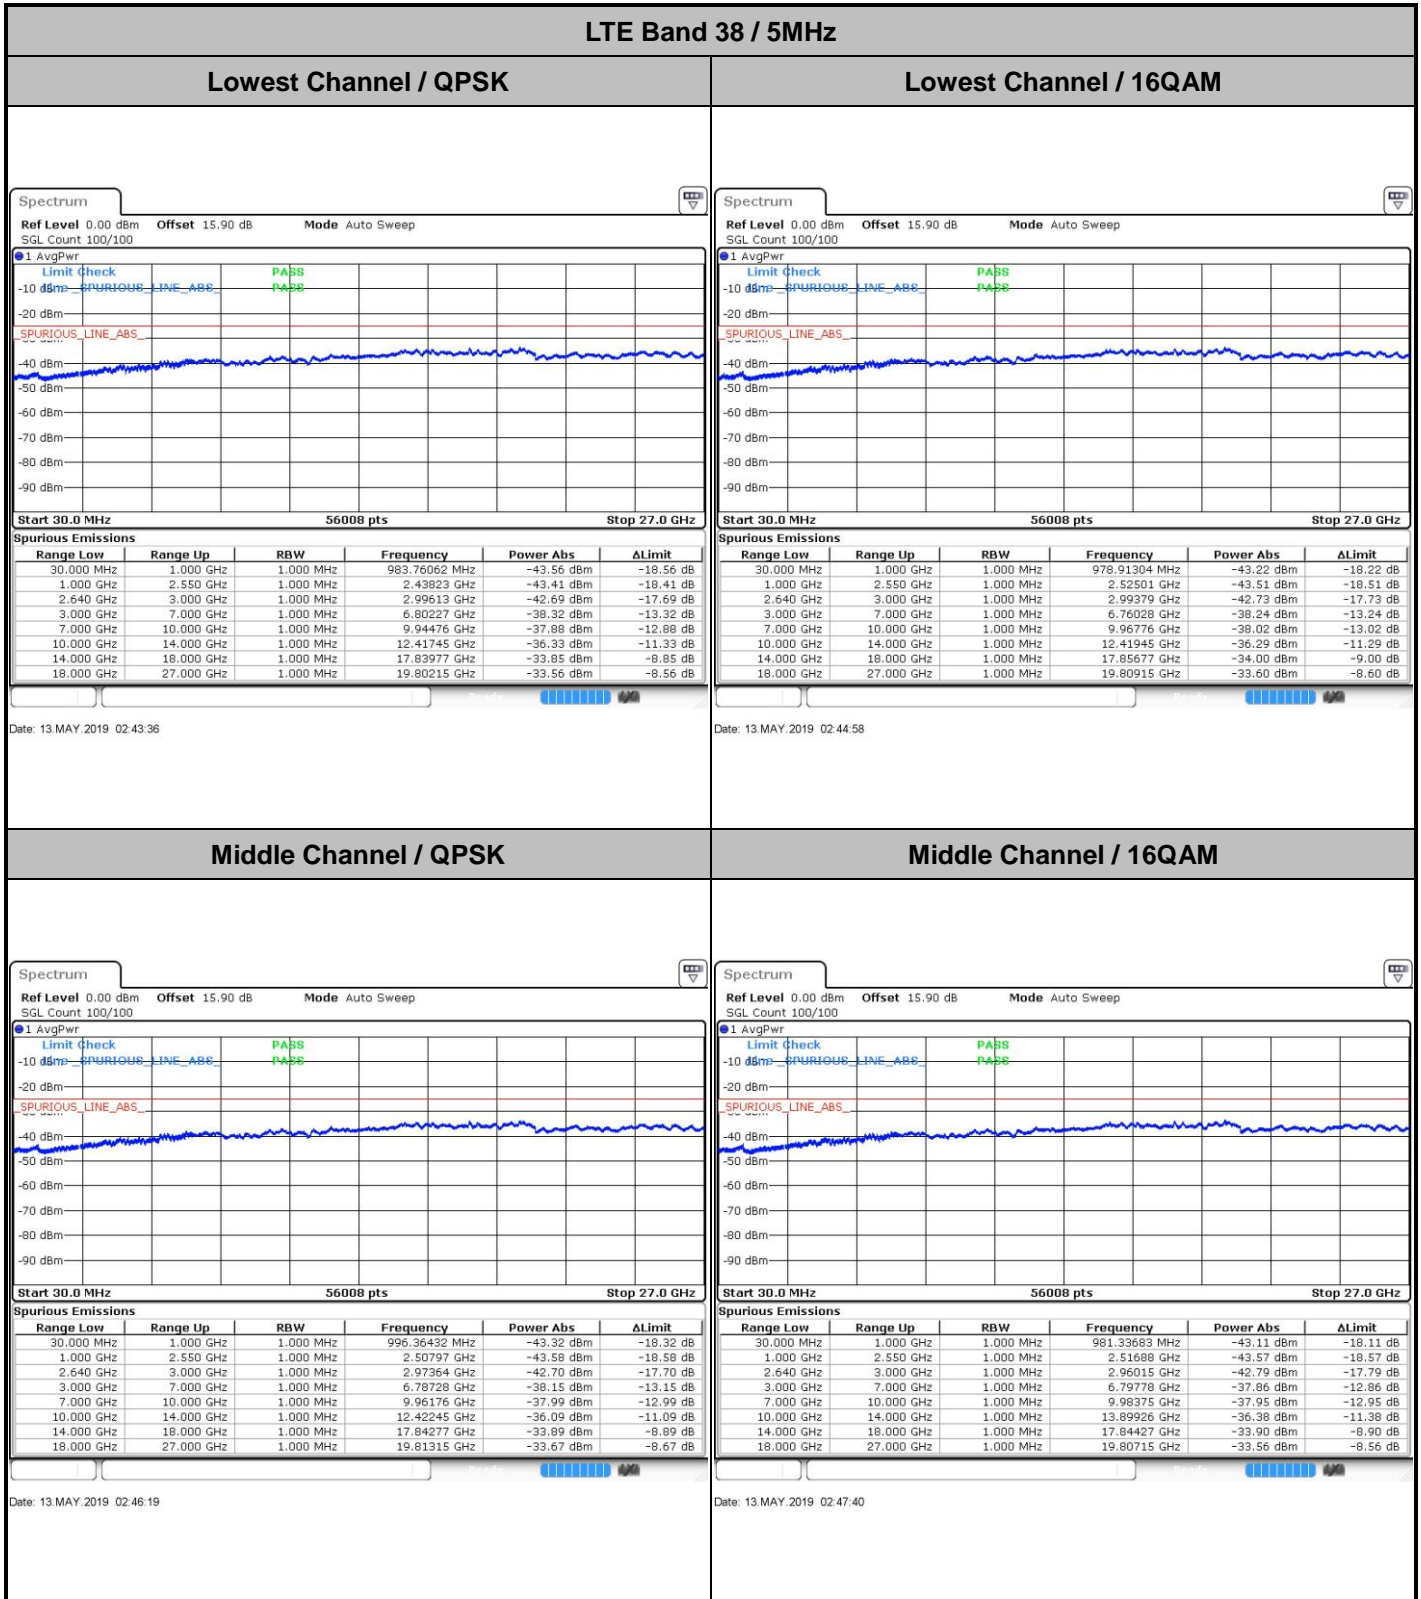 LTE Band 38 / 5MHz
Lowest Channel / QPSK
Lowest Channel / 16QAM
Spectrum
Ref Level 0.00 dBm Offset 15.90 dB Mode Auto Sweep
SGL Count 100/100
1 AvgPwr
Limit Check PASS
-10 dBm Line _SPURIOUS_LINE_ABS_ PASS
-20 dBm
_SPURIOUS_LINE_ABS_
-40 dBm
-50 dBm
-60 dBm
-70 dBm
-80 dBm
-90 dBm
Start 30.0 MHz 56008 pts Stop 27.0 GHz
Spurious Emissions
Range Low Range Up RBW Frequency Power Abs ΔLimit
30.000 MHz 1.000 GHz 1.000 MHz 983.76062 MHz -43.56 dBm -18.56 dB
1.000 GHz 2.550 GHz 1.000 MHz 2.43823 GHz -43.41 dBm -18.41 dB
2.640 GHz 3.000 GHz 1.000 MHz 2.99613 GHz -42.69 dBm -17.69 dB
3.000 GHz 7.000 GHz 1.000 MHz 6.80227 GHz -38.32 dBm -13.32 dB
7.000 GHz 10.000 GHz 1.000 MHz 9.94476 GHz -37.88 dBm -12.88 dB
10.000 GHz 14.000 GHz 1.000 MHz 12.41745 GHz -36.33 dBm -11.33 dB
14.000 GHz 18.000 GHz 1.000 MHz 17.83977 GHz -33.85 dBm -8.85 dB
18.000 GHz 27.000 GHz 1.000 MHz 19.80215 GHz -33.56 dBm -8.56 dB
Date: 13.MAY.2019 02:43:36
Spectrum
Ref Level 0.00 dBm Offset 15.90 dB Mode Auto Sweep
SGL Count 100/100
1 AvgPwr
Limit Check PASS
-10 dBm Line _SPURIOUS_LINE_ABS_ PASS
-20 dBm
_SPURIOUS_LINE_ABS_
-40 dBm
-50 dBm
-60 dBm
-70 dBm
-80 dBm
-90 dBm
Start 30.0 MHz 56008 pts Stop 27.0 GHz
Spurious Emissions
Range Low Range Up RBW Frequency Power Abs ΔLimit
30.000 MHz 1.000 GHz 1.000 MHz 978.91304 MHz -43.22 dBm -18.22 dB
1.000 GHz 2.550 GHz 1.000 MHz 2.52501 GHz -43.51 dBm -18.51 dB
2.640 GHz 3.000 GHz 1.000 MHz 2.99379 GHz -42.73 dBm -17.73 dB
3.000 GHz 7.000 GHz 1.000 MHz 6.76028 GHz -38.24 dBm -13.24 dB
7.000 GHz 10.000 GHz 1.000 MHz 9.96776 GHz -38.02 dBm -13.02 dB
10.000 GHz 14.000 GHz 1.000 MHz 12.41945 GHz -36.29 dBm -11.29 dB
14.000 GHz 18.000 GHz 1.000 MHz 17.85677 GHz -34.00 dBm -9.00 dB
18.000 GHz 27.000 GHz 1.000 MHz 19.80915 GHz -33.60 dBm -8.60 dB
Date: 13.MAY.2019 02:44:58
Middle Channel / QPSK
Middle Channel / 16QAM
Spectrum
Ref Level 0.00 dBm Offset 15.90 dB Mode Auto Sweep
SGL Count 100/100
1 AvgPwr
Limit Check PASS
-10 dBm Line _SPURIOUS_LINE_ABS_ PASS
-20 dBm
_SPURIOUS_LINE_ABS_
-40 dBm
-50 dBm
-60 dBm
-70 dBm
-80 dBm
-90 dBm
Start 30.0 MHz 56008 pts Stop 27.0 GHz
Spurious Emissions
Range Low Range Up RBW Frequency Power Abs ΔLimit
30.000 MHz 1.000 GHz 1.000 MHz 996.36432 MHz -43.32 dBm -18.32 dB
1.000 GHz 2.550 GHz 1.000 MHz 2.50797 GHz -43.58 dBm -18.58 dB
2.640 GHz 3.000 GHz 1.000 MHz 2.97364 GHz -42.70 dBm -17.70 dB
3.000 GHz 7.000 GHz 1.000 MHz 6.78728 GHz -38.15 dBm -13.15 dB
7.000 GHz 10.000 GHz 1.000 MHz 9.96176 GHz -37.99 dBm -12.99 dB
10.000 GHz 14.000 GHz 1.000 MHz 12.42245 GHz -36.09 dBm -11.09 dB
14.000 GHz 18.000 GHz 1.000 MHz 17.84277 GHz -33.89 dBm -8.89 dB
18.000 GHz 27.000 GHz 1.000 MHz 19.81315 GHz -33.67 dBm -8.67 dB
Date: 13.MAY.2019 02:46:19
Spectrum
Ref Level 0.00 dBm Offset 15.90 dB Mode Auto Sweep
SGL Count 100/100
1 AvgPwr
Limit Check PASS
-10 dBm Line _SPURIOUS_LINE_ABS_ PASS
-20 dBm
_SPURIOUS_LINE_ABS_
-40 dBm
-50 dBm
-60 dBm
-70 dBm
-80 dBm
-90 dBm
Start 30.0 MHz 56008 pts Stop 27.0 GHz
Spurious Emissions
Range Low Range Up RBW Frequency Power Abs ΔLimit
30.000 MHz 1.000 GHz 1.000 MHz 981.33683 MHz -43.11 dBm -18.11 dB
1.000 GHz 2.550 GHz 1.000 MHz 2.51688 GHz -43.57 dBm -18.57 dB
2.640 GHz 3.000 GHz 1.000 MHz 2.96015 GHz -42.79 dBm -17.79 dB
3.000 GHz 7.000 GHz 1.000 MHz 6.79778 GHz -37.86 dBm -12.86 dB
7.000 GHz 10.000 GHz 1.000 MHz 9.98375 GHz -37.95 dBm -12.95 dB
10.000 GHz 14.000 GHz 1.000 MHz 13.89926 GHz -36.38 dBm -11.38 dB
14.000 GHz 18.000 GHz 1.000 MHz 17.84427 GHz -33.90 dBm -8.90 dB
18.000 GHz 27.000 GHz 1.000 MHz 19.80715 GHz -33.56 dBm -8.56 dB
Date: 13.MAY.2019 02:47:40